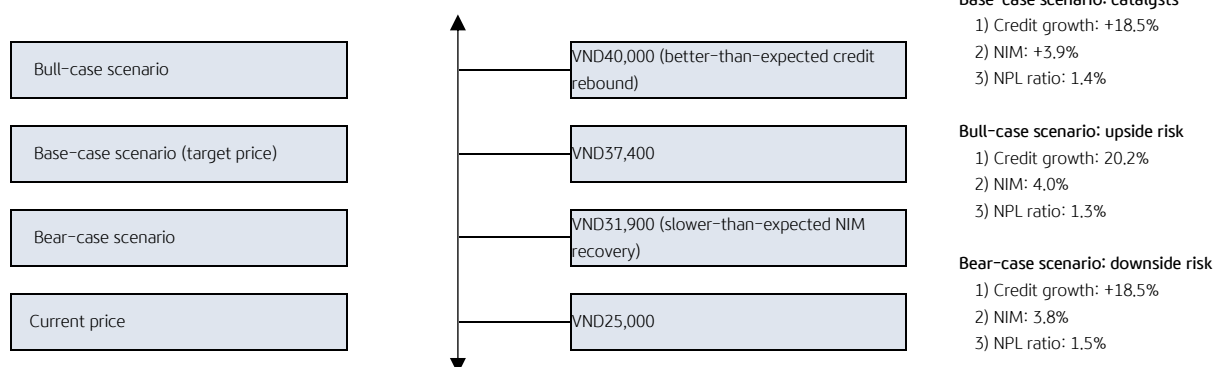 Bull-case scenario
Base-case scenario (target price)
Bear-case scenario
Current price
VND40,000 (better-than-expected credit
rebound)
VND37,400
VND31,900 (slower-than-expected NIM
recovery)
VND25,000
Base-case scenario: catalysts
1) Credit growth: +18.5%
2) NIM: +3.9%
3) NPL ratio: 1.4%
Bull-case scenario: upside risk
1) Credit growth: 20.2%
2) NIM: 4.0%
3) NPL ratio: 1.3%
Bear-case scenario: downside risk
1) Credit growth: +18.5%
2) NIM: 3.8%
3) NPL ratio: 1.5%